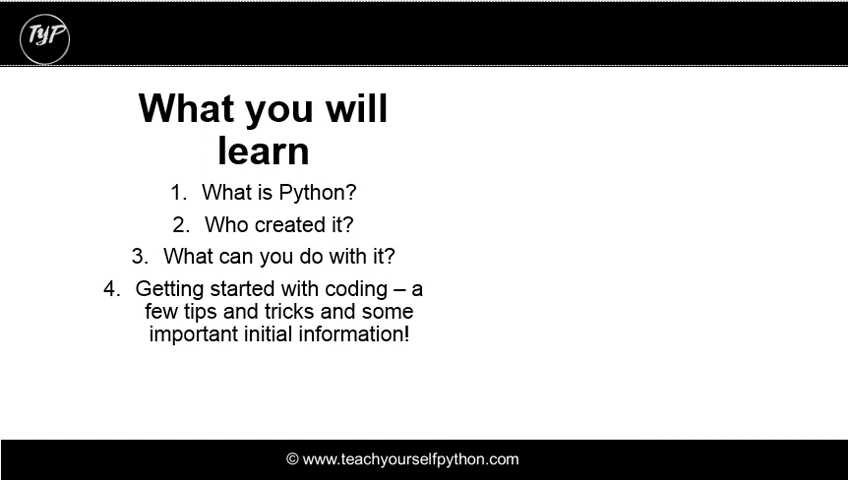 TyP
What you will
learn
1. What is Python?
2. Who created it?
3. What can you do with it?
4. Getting started with coding – a
few tips and tricks and some
important initial information!
© www.teachyourselfpython.com